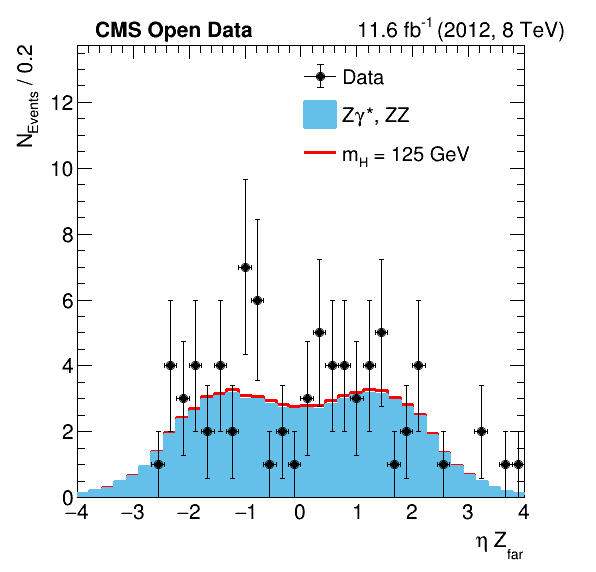 CMS Open Data 11.6 fb⁻¹ (2012, 8 TeV)
N_Events / 0.2
Data
Zγ*, ZZ
m_H = 125 GeV
12
10
8
6
4
2
0
−4 −3 −2 −1 0 1 2 3 4
η Z_far